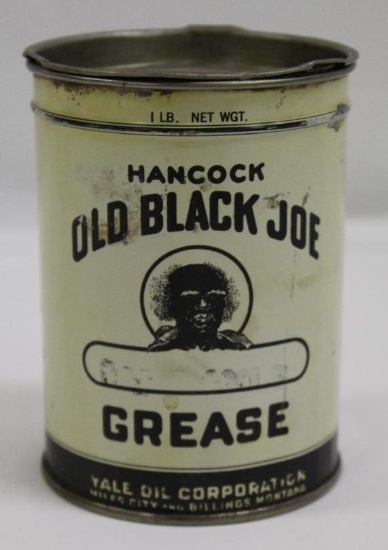 1 LB. NET WGT.
HANCOCK
OLD BLACK JOE
GREASE
YALE OIL CORPORATION
MILES CITY AND BILLINGS, MONTANA